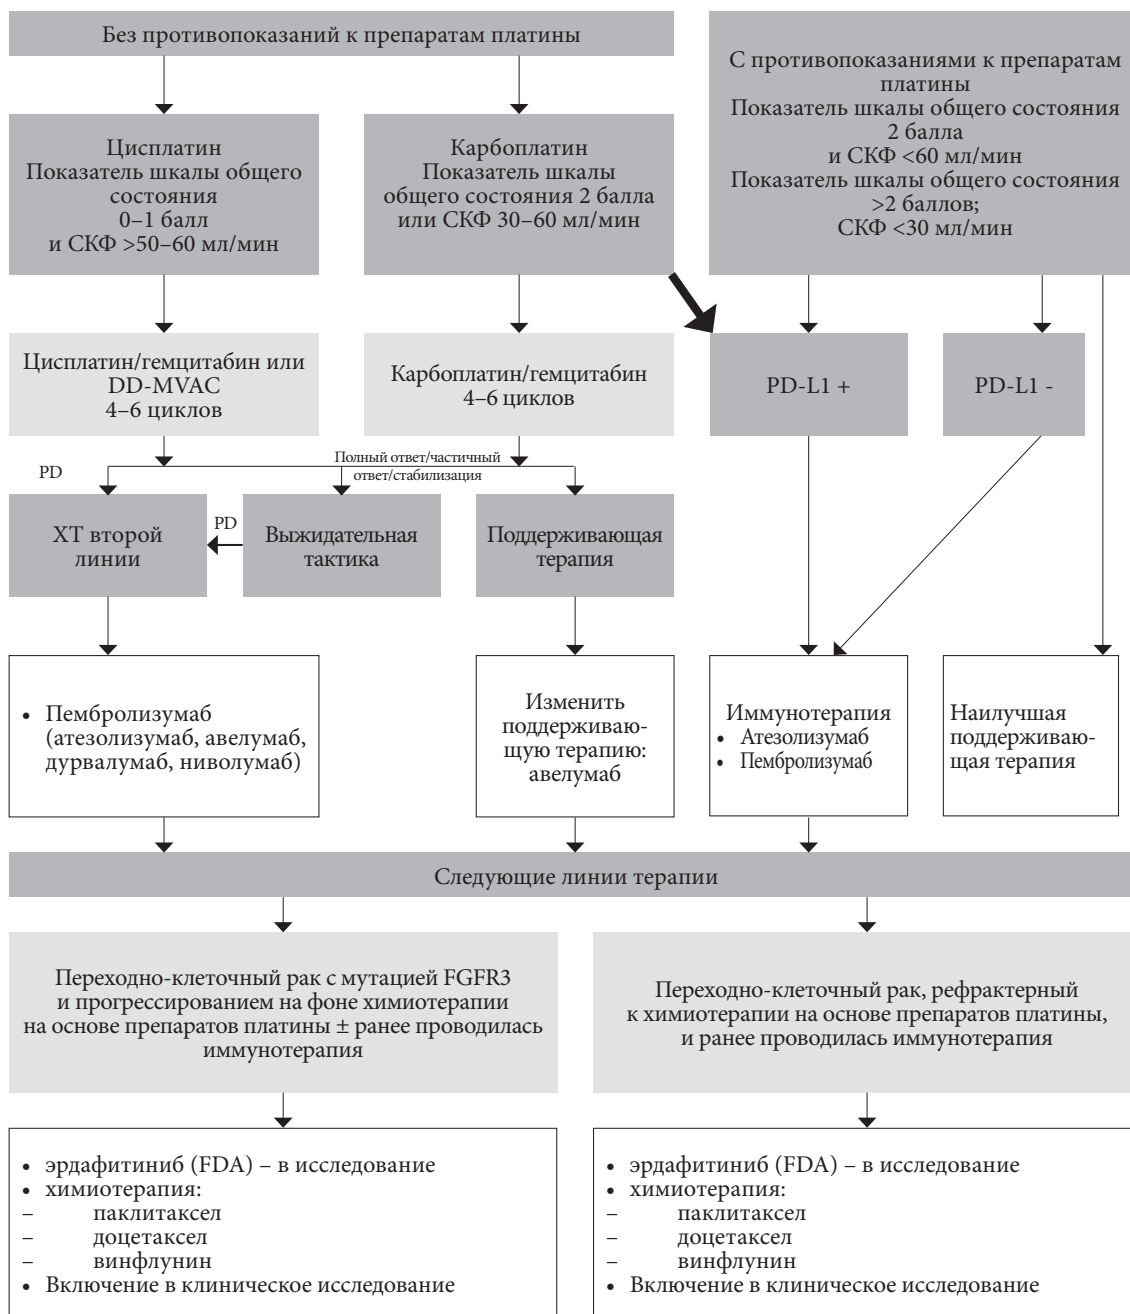 Без противопоказаний к препаратам платины
С противопоказаниями к препаратам
платины
Показатель шкалы общего состояния
2 балла
и СКФ <60 мл/мин
Показатель шкалы общего состояния
>2 баллов;
СКФ <30 мл/мин
Цисплатин
Показатель шкалы общего
состояния
0–1 балл
и СКФ >50–60 мл/мин
Карбоплатин
Показатель шкалы
общего состояния 2 балла
или СКФ 30–60 мл/мин
Цисплатин/гемцитабин или
DD-MVAC
4–6 циклов
Карбоплатин/гемцитабин
4–6 циклов
PD-L1 +
PD-L1 -
PD
Полный ответ/частичный
ответ/стабилизация
ХТ второй
линии
PD
Выжидательная
тактика
Поддерживающая
терапия
• Пембролизумаб
(атезолизумаб, авелумаб,
дурвалумаб, ниволумаб)
Изменить
поддерживаю-
щую терапию:
авелумаб
Иммунотерапия
• Атезолизумаб
• Пембролизумаб
Наилучшая
поддерживаю-
щая терапия
Следующие линии терапии
Переходно-клеточный рак с мутацией FGFR3
и прогрессированием на фоне химиотерапии
на основе препаратов платины ± ранее проводилась
иммунотерапия
Переходно-клеточный рак, рефрактерный
к химиотерапии на основе препаратов платины,
и ранее проводилась иммунотерапия
• эрдафитиниб (FDA) – в исследование
• химиотерапия:
– паклитаксел
– доцетаксел
– винфлунин
• Включение в клиническое исследование
• эрдафитиниб (FDA) – в исследование
• химиотерапия:
– паклитаксел
– доцетаксел
– винфлунин
• Включение в клиническое исследование